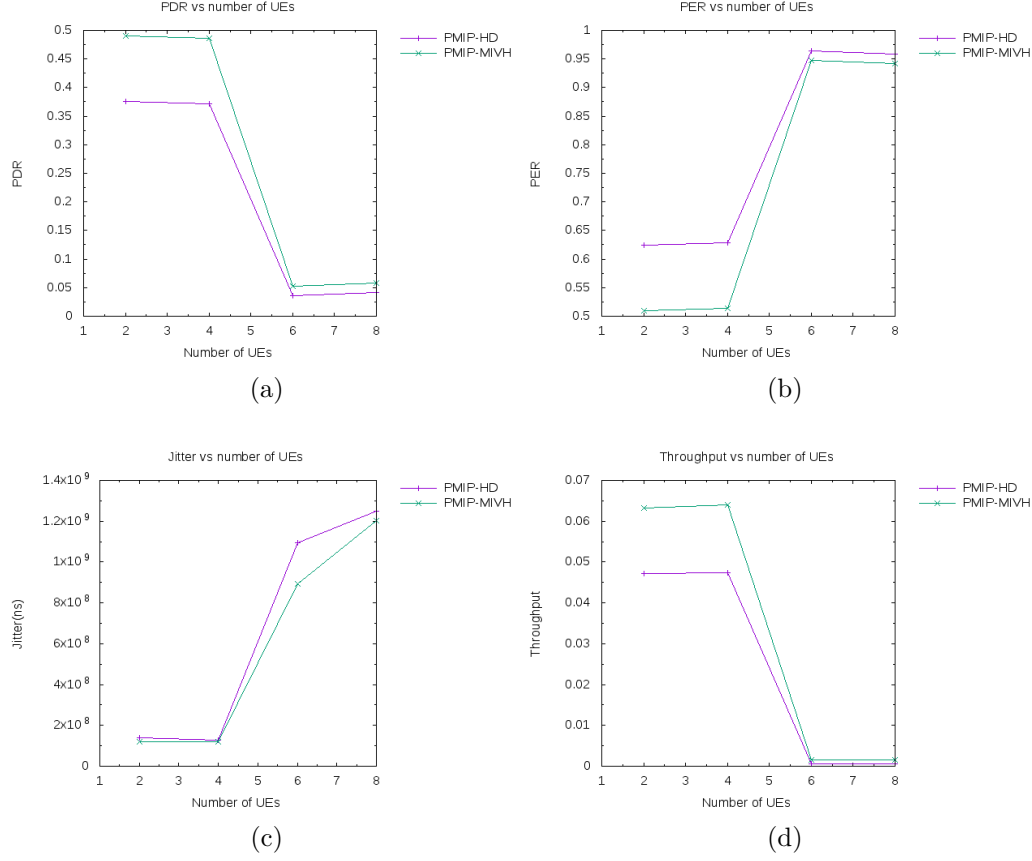 PDR vs number of UEs
PMIP-HD
PMIP-MIVH
0.5
0.45
0.4
0.35
0.3
0.25
0.2
0.15
0.1
0.05
0
PDR
1 2 3 4 5 6 7 8
Number of UEs
(a)
PER vs number of UEs
PMIP-HD
PMIP-MIVH
1
0.95
0.9
0.85
0.8
0.75
0.7
0.65
0.6
0.55
0.5
PER
1 2 3 4 5 6 7 8
Number of UEs
(b)
Jitter vs number of UEs
PMIP-HD
PMIP-MIVH
1.4x10⁹
1.2x10⁹
1x10⁹
8x10⁸
6x10⁸
4x10⁸
2x10⁸
0
Jitter(ns)
1 2 3 4 5 6 7 8
Number of UEs
(c)
Throughput vs number of UEs
PMIP-HD
PMIP-MIVH
0.07
0.06
0.05
0.04
0.03
0.02
0.01
0
Throughput
1 2 3 4 5 6 7 8
Number of UEs
(d)